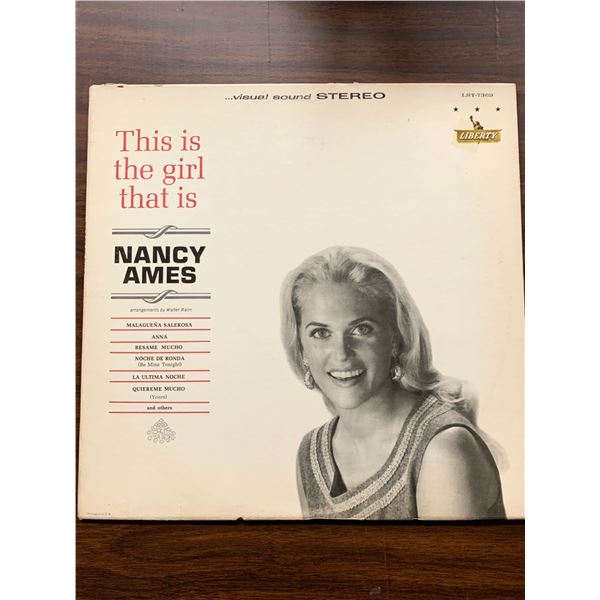 ...visual sound STEREO
LST-7369
LIBERTY
This is
the girl
that is
NANCY
AMES
arrangements by Walter Raim
MALAGUEÑA SALEROSA
ANNA
BESAME MUCHO
NOCHE DE RONDA
(Be Mine Tonight)
LA ULTIMA NOCHE
QUIEREME MUCHO
(Yours)
and others